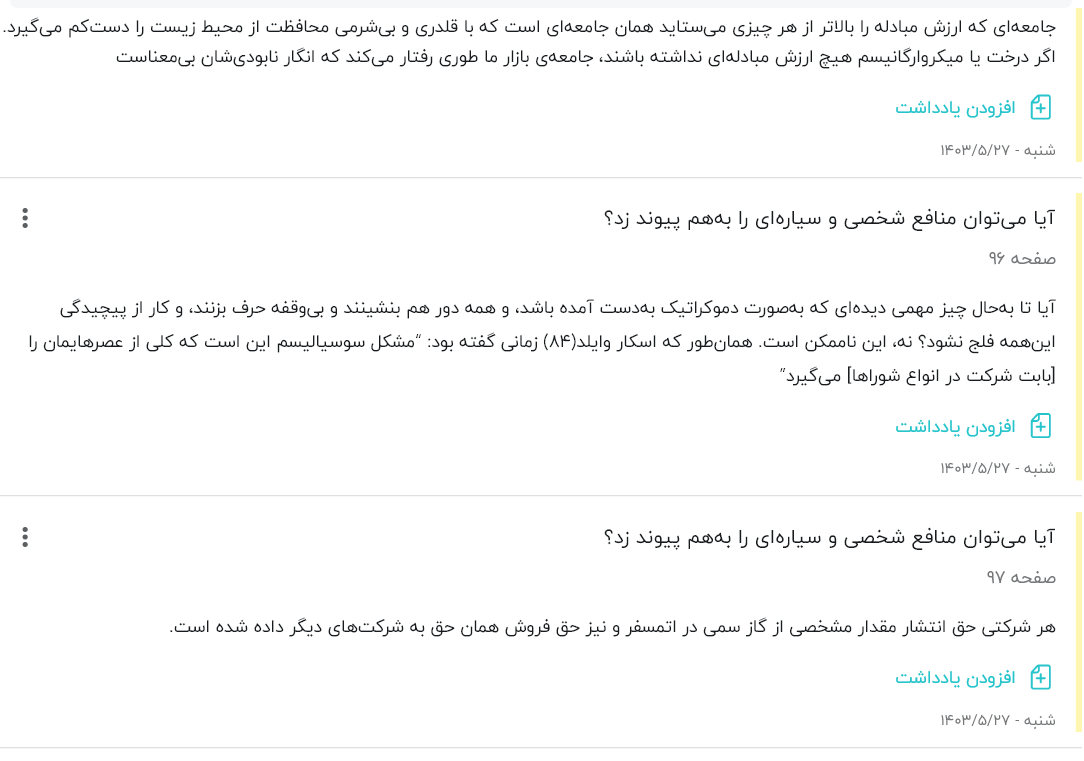 جامعه‌ای که ارزش مبادله را بالاتر از هر چیزی می‌ستاید همان جامعه‌ای است که با قلدری و بی‌شرمی محافظت از محیط زیست را دست‌کم می‌گیرد.
اگر درخت یا میکروارگانیسم هیچ ارزش مبادله‌ای نداشته باشند، جامعه‌ی بازار ما طوری رفتار می‌کند که انگار نابودی‌شان بی‌معناست
افزودن یادداشت
شنبه - ۱۴۰۳/۵/۲۷
آیا می‌توان منافع شخصی و سیاره‌ای را به‌هم پیوند زد؟
صفحه ۹۶
آیا تا به‌حال چیز مهمی دیده‌ای که به‌صورت دموکراتیک به‌دست آمده باشد، و همه دور هم بنشینند و بی‌وقفه حرف بزنند، و کار از پیچیدگی
این‌همه فلج نشود؟ نه، این ناممکن است. همان‌طور که اسکار وایلد(۸۴) زمانی گفته بود: "مشکل سوسیالیسم این است که کلی از عصرهایمان را
[بابت شرکت در انواع شوراها] می‌گیرد"
افزودن یادداشت
شنبه - ۱۴۰۳/۵/۲۷
آیا می‌توان منافع شخصی و سیاره‌ای را به‌هم پیوند زد؟
صفحه ۹۷
هر شرکتی حق انتشار مقدار مشخصی از گاز سمی در اتمسفر و نیز حق فروش همان حق به شرکت‌های دیگر داده شده است.
افزودن یادداشت
شنبه - ۱۴۰۳/۵/۲۷